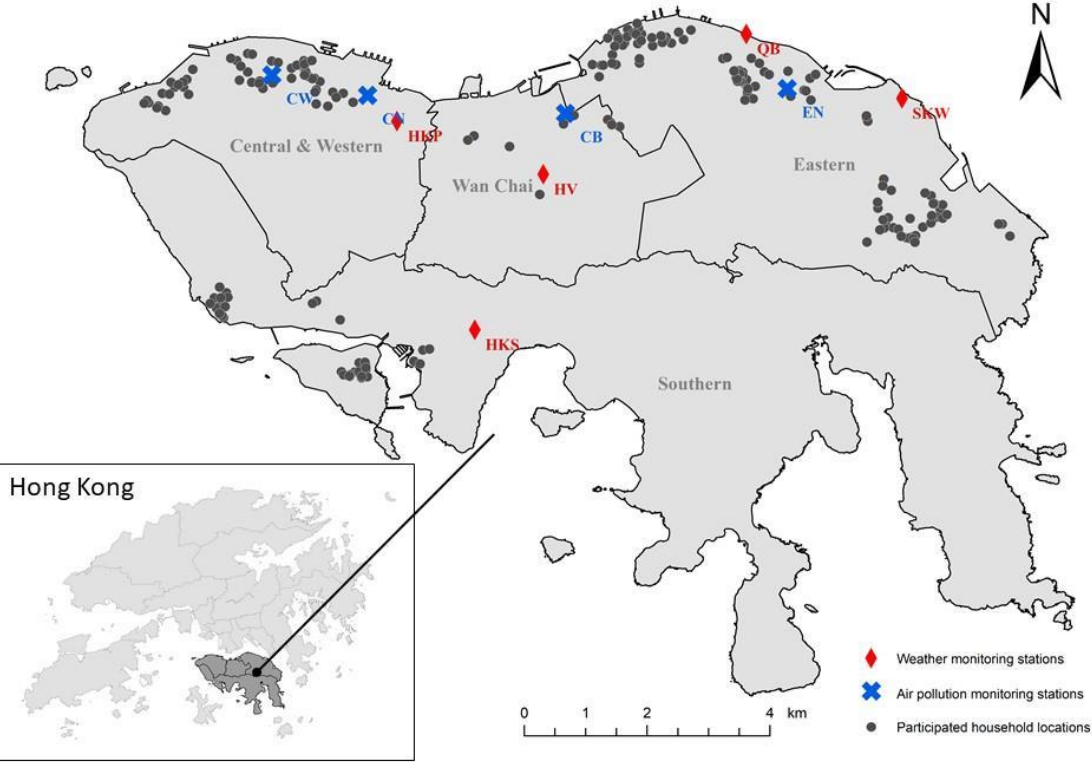 N
QB
CW
CN
HKP
EN
SKW
CB
Central & Western
Eastern
Wan Chai
HV
HKS
Southern
Hong Kong
Weather monitoring stations
Air pollution monitoring stations
Participated household locations
0 1 2 4 km